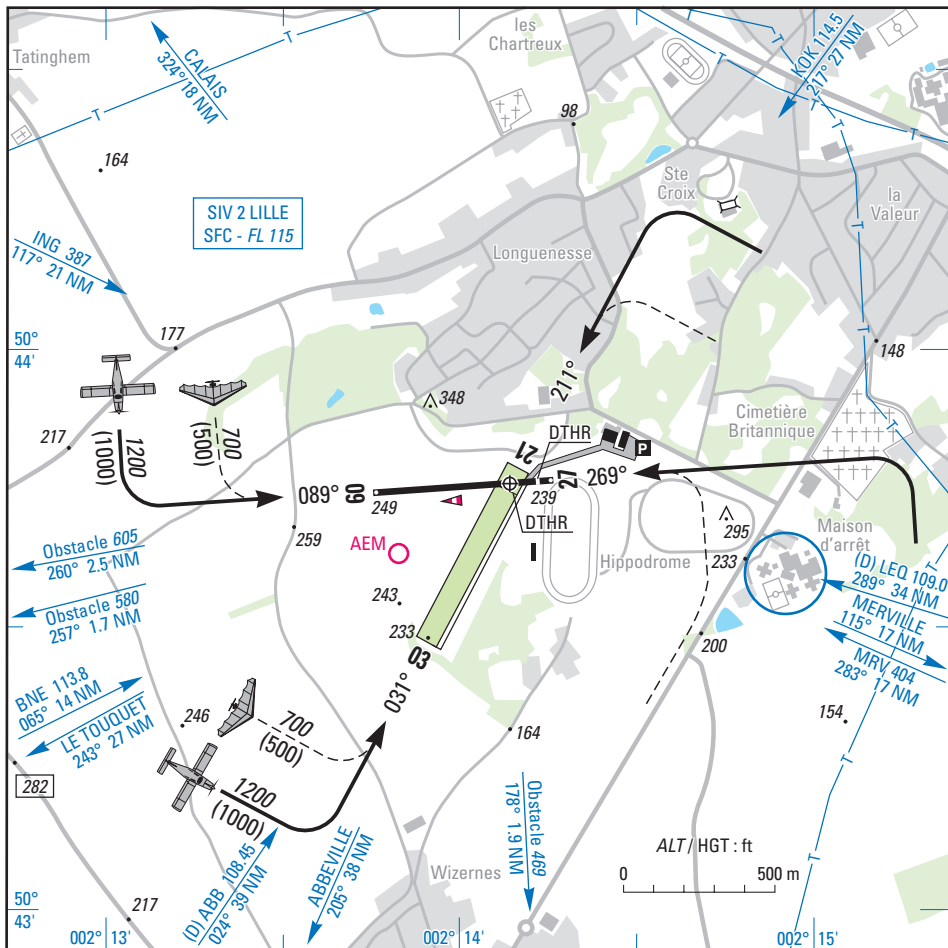 Tatinghem
CALAIS
324° 18 NM
les
Chartreux
KOK 114.5
217° 27 NM
T
T
T
T
98
164
Ste
Croix
la
Valeur
SIV 2 LILLE
SFC - FL 115
Longuenesse
T
ING 387
117° 21 NM
177
50°
44'
148
211°
348
Cimetière
Britannique
1200
(1000)
700
(500)
217
DTHR
P
21
089°
09
249
239
27
269°
DTHR
295
259
AEM
Hippodrome
Maison
d'arrêt
233
Obstacle 605
260° 2.5 NM
Obstacle 580
257° 1.7 NM
243
233
03
031°
T
(D) LEQ 109.0
289° 34 NM
MERVILLE
115° 17 NM
MRV 404
283° 17 NM
200
BNE 113.8
065° 14 NM
LE TOUQUET
243° 27 NM
246
700
(500)
164
154
282
1200
(1000)
Obstacle 469
178° 1.9 NM
T
(D) ABB 108.45
024° 39 NM
ABBEVILLE
205° 38 NM
Wizernes
ALT / HGT : ft
0
500 m
50°
43'
217
T
002° 13'
002° 14'
002° 15'